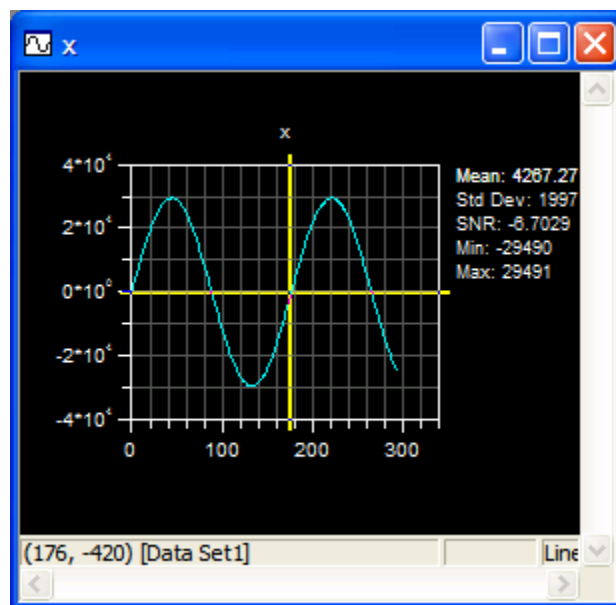 x
x
4*10⁴
2*10⁴
0*10⁰
-2*10⁴
-4*10⁴
0 100 200 300
Mean: 4267.27
Std Dev: 1997
SNR: -6.7029
Min: -29490
Max: 29491
(176, -420) [Data Set1]
Line